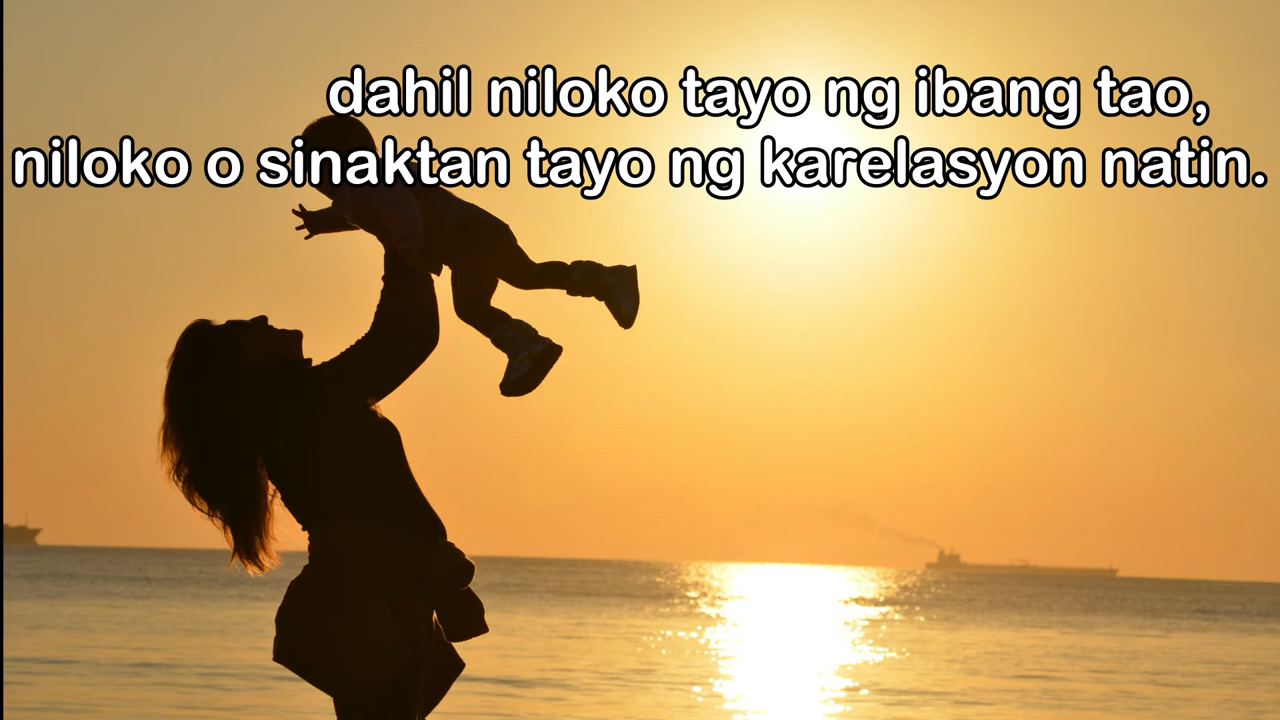 dahil niloko tayo ng ibang tao,
niloko o sinaktan tayo ng karelasyon natin.